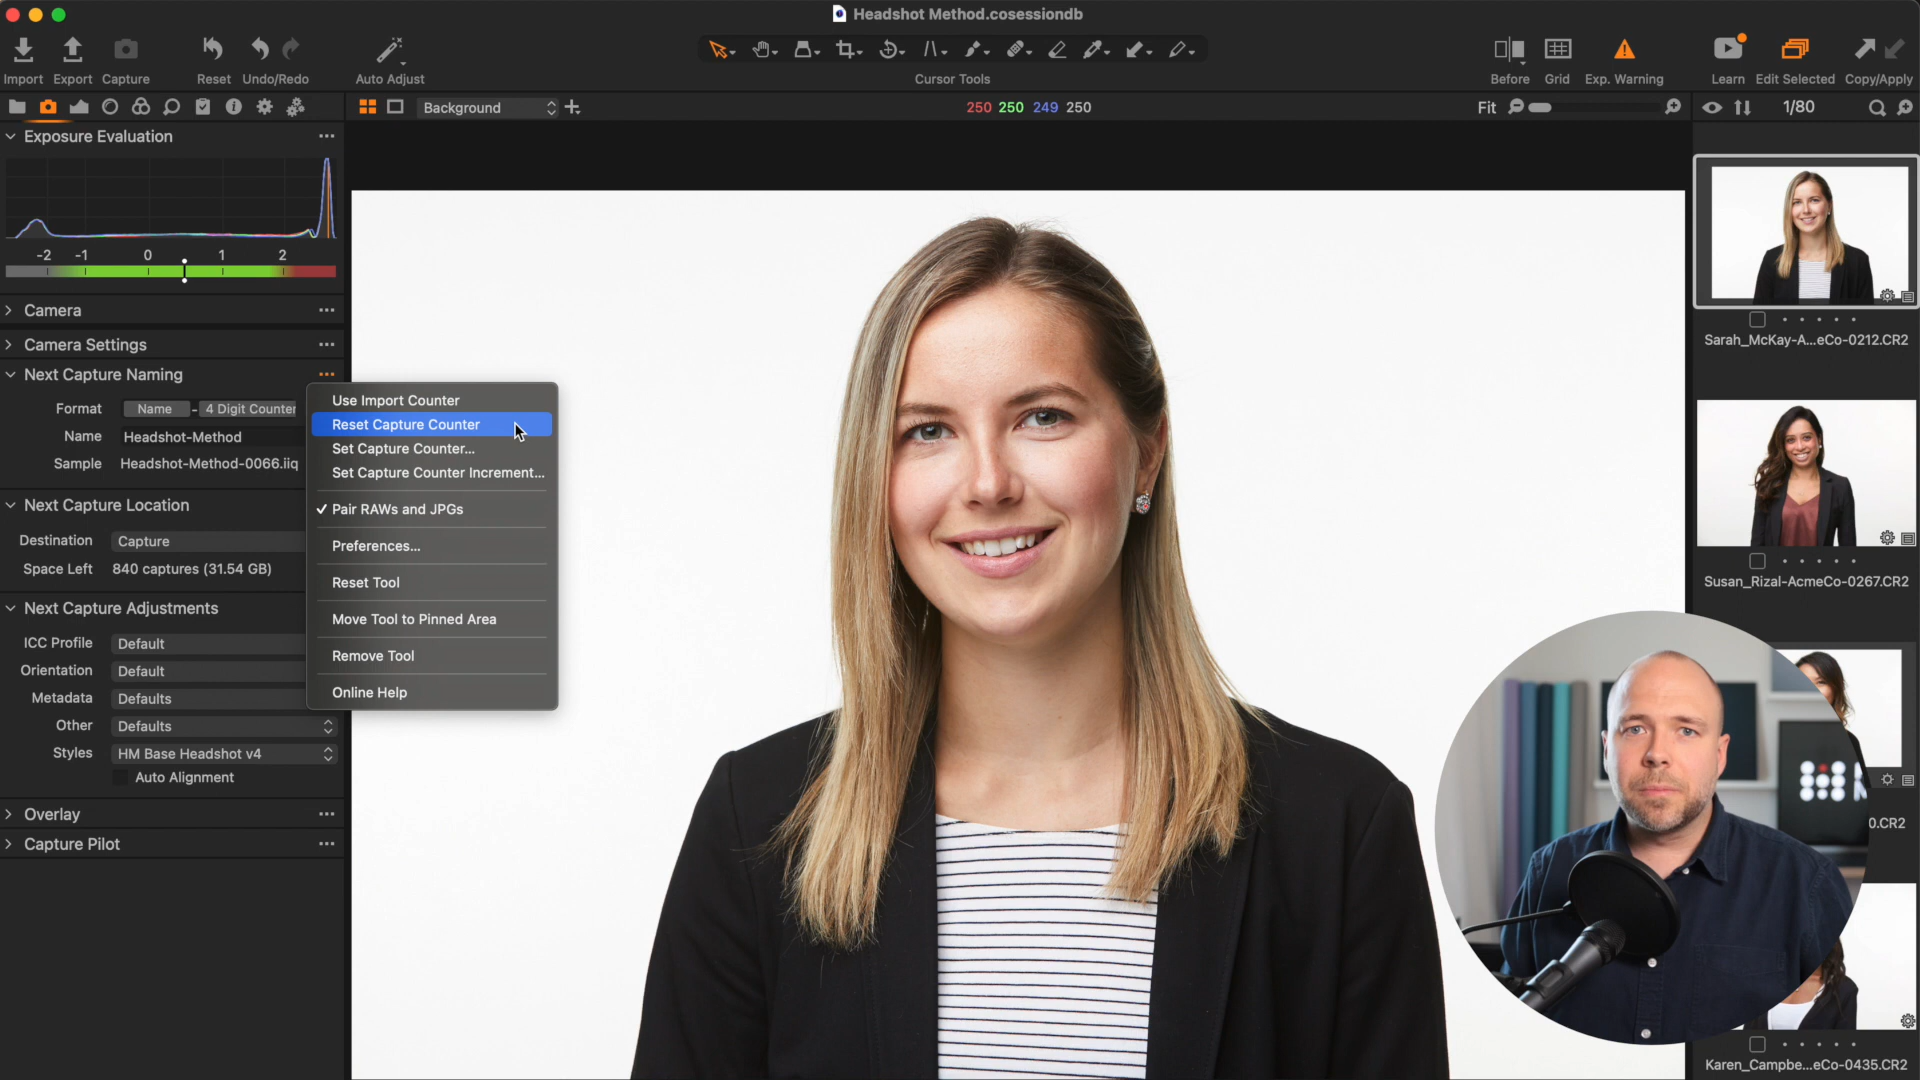 Headshot Method.cosessiondb
Import Export Capture Reset Undo/Redo Auto Adjust Cursor Tools Before Grid Exp. Warning Learn Edit Selected Copy/Apply
Background 250 250 249 250 Fit 1/80
Exposure Evaluation
-2 -1 0 1 2
Camera
Camera Settings
Next Capture Naming
Format Name - 4 Digit Counter
Name Headshot-Method
Sample Headshot-Method-0066.iiq
Next Capture Location
Destination Capture
Space Left 840 captures (31.54 GB)
Next Capture Adjustments
ICC Profile Default
Orientation Default
Metadata Defaults
Other Defaults
Styles HM Base Headshot v4
Auto Alignment
Overlay
Capture Pilot
Use Import Counter
Reset Capture Counter
Set Capture Counter...
Set Capture Counter Increment...
Pair RAWs and JPGs
Preferences...
Reset Tool
Move Tool to Pinned Area
Remove Tool
Online Help
Sarah_McKay-A...eCo-0212.CR2
Susan_Rizal-AcmeCo-0267.CR2
0.CR2
Karen_Campbe...eCo-0435.CR2